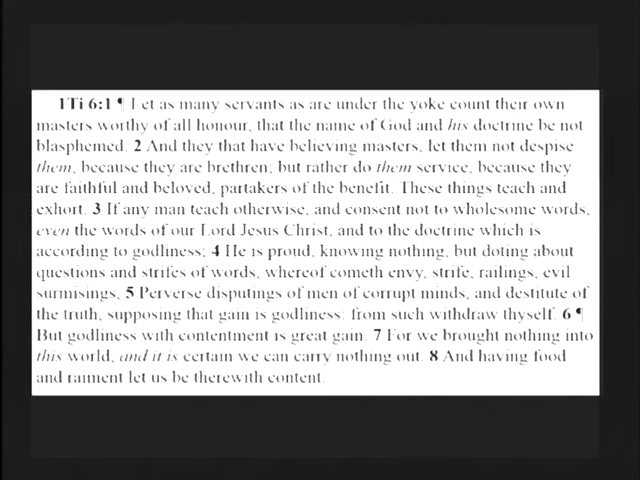 1Ti 6:1 ¶ Let as many servants as are under the yoke count their own
masters worthy of all honour, that the name of God and his doctrine be not
blasphemed. 2 And they that have believing masters, let them not despise
them, because they are brethren; but rather do them service, because they
are faithful and beloved, partakers of the benefit. These things teach and
exhort. 3 If any man teach otherwise, and consent not to wholesome words,
even the words of our Lord Jesus Christ, and to the doctrine which is
according to godliness; 4 He is proud, knowing nothing, but doting about
questions and strifes of words, whereof cometh envy, strife, railings, evil
surmisings, 5 Perverse disputings of men of corrupt minds, and destitute of
the truth, supposing that gain is godliness: from such withdraw thyself. 6 ¶
But godliness with contentment is great gain. 7 For we brought nothing into
this world, and it is certain we can carry nothing out. 8 And having food
and raiment let us be therewith content.